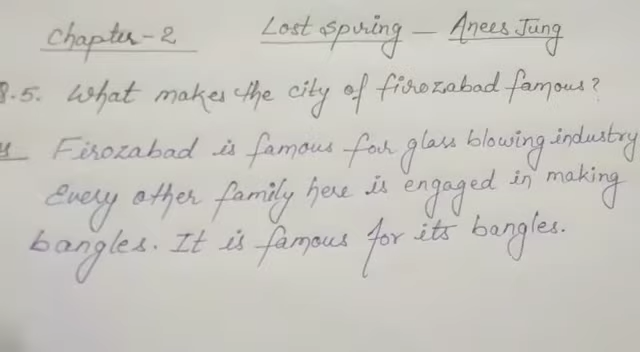 Chapter-2 Lost Spring - Anees Jung
Q.5. What makes the city of firozabad famous?
Firozabad is famous for glass blowing industry
Every other family here is engaged in making
bangles. It is famous for its bangles.